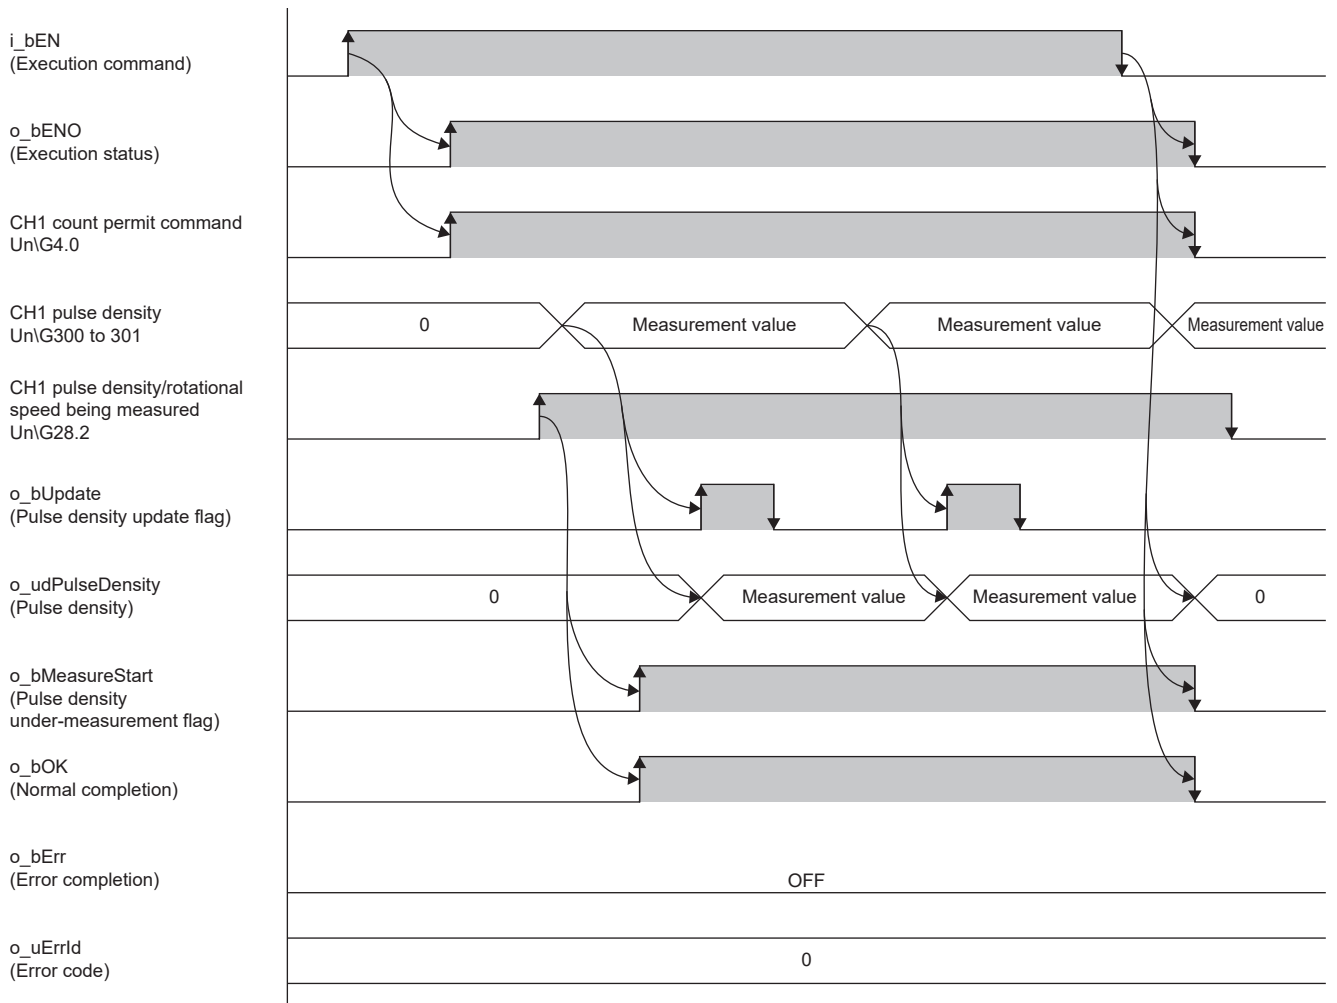 i_bEN
(Execution command)
o_bENO
(Execution status)
CH1 count permit command
Un\G4.0
CH1 pulse density
Un\G300 to 301
0
Measurement value
Measurement value
Measurement value
CH1 pulse density/rotational
speed being measured
Un\G28.2
o_bUpdate
(Pulse density update flag)
o_udPulseDensity
(Pulse density)
0
Measurement value
Measurement value
0
o_bMeasureStart
(Pulse density
under-measurement flag)
o_bOK
(Normal completion)
o_bErr
(Error completion)
OFF
o_uErrId
(Error code)
0